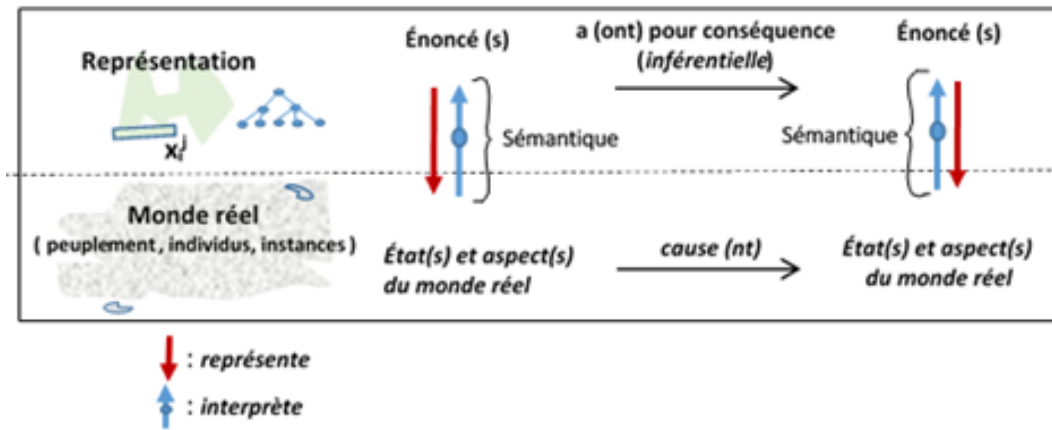 Représentation
x_i^j
Énoncé (s)
a (ont) pour conséquence
(inférentielle)
Énoncé (s)
Sémantique
Sémantique
Monde réel
( peuplement, individus, instances )
État(s) et aspect(s)
du monde réel
cause (nt)
État(s) et aspect(s)
du monde réel
: représente
: interprète